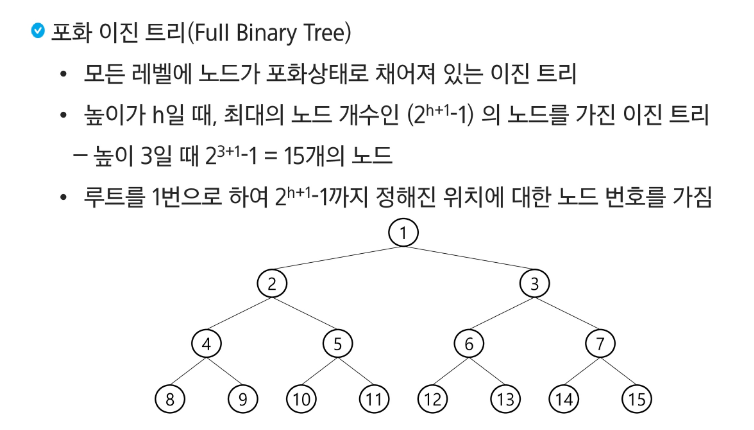 포화 이진 트리(Full Binary Tree)
• 모든 레벨에 노드가 포화상태로 채어져 있는 이진 트리
• 높이가 h일 때, 최대의 노드 개수인 (2^{h+1}-1) 의 노드를 가진 이진 트리
– 높이 3일 때 2^{3+1}-1 = 15개의 노드
• 루트를 1번으로 하여 2^{h+1}-1까지 정해진 위치에 대한 노드 번호를 가짐
1
2 3
4 5 6 7
8 9 10 11 12 13 14 15